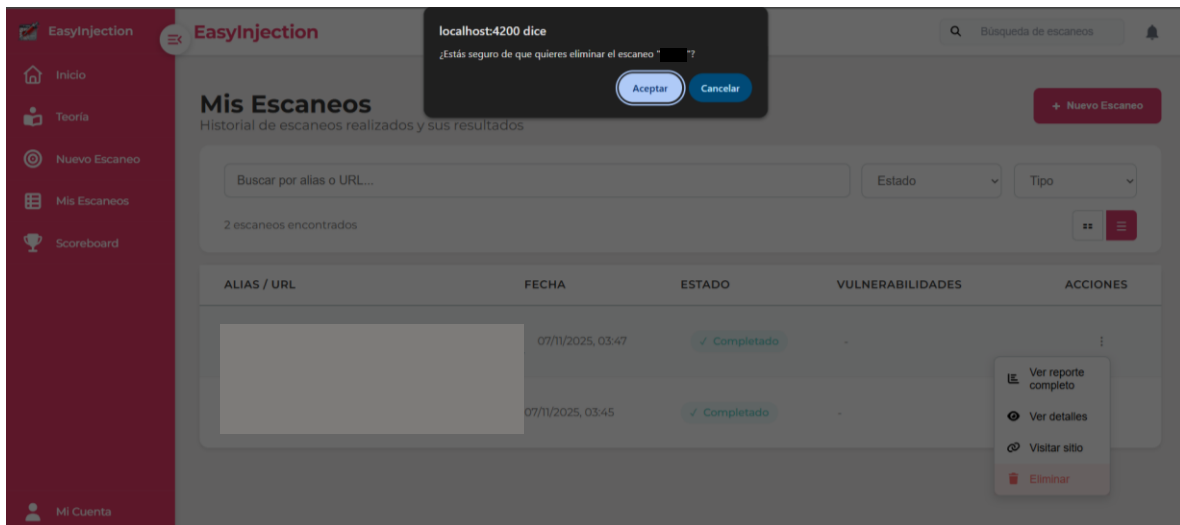 EasyInjection
EasyInjection
localhost:4200 dice
¿Estás seguro de que quieres eliminar el escaneo " "?
Aceptar
Cancelar
Búsqueda de escaneos
Inicio
Teoría
Nuevo Escaneo
Mis Escaneos
Scoreboard
Mi Cuenta
Mis Escaneos
Historial de escaneos realizados y sus resultados
+ Nuevo Escaneo
Buscar por alias o URL...
Estado
Tipo
2 escaneos encontrados
ALIAS / URL FECHA ESTADO VULNERABILIDADES ACCIONES
07/11/2025, 03:47 ✓ Completado -
07/11/2025, 03:45 ✓ Completado -
Ver reporte
completo
Ver detalles
Visitar sitio
Eliminar